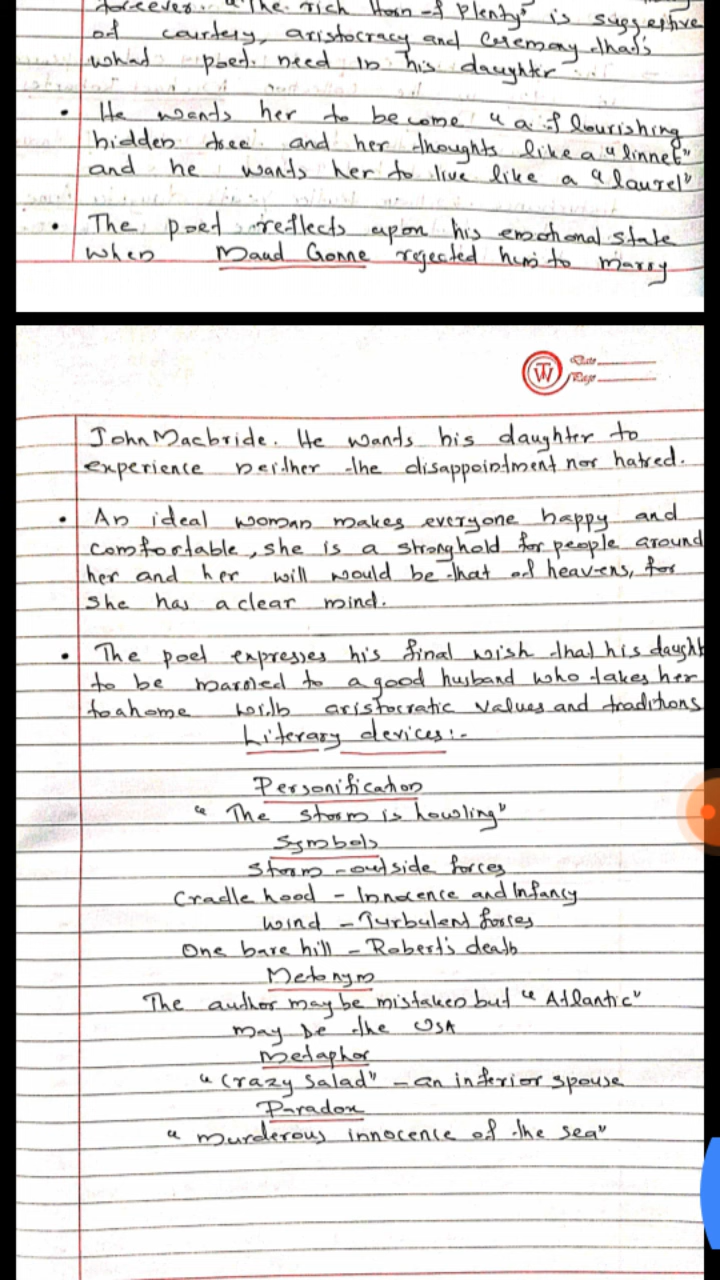 forever. "The rich Horn of Plenty" is suggestive
of courtesy, aristocracy and Ceremony that's
what poet need in his daughter
• He wants her to become "a flourishing
hidden tree and her thoughts like a "linnet"
and he wants her to live like a "laurel"
• The poet reflects upon his emotional state
when Maud Gonne rejected him to marry
Date
Page
John Macbride. He wants his daughter to
experience neither the disappointment nor hatred.
• An ideal woman makes everyone happy and
comfortable, she is a stronghold for people around
her and her will would be that of heavens, for
she has a clear mind.
• The poet expresses his final wish that his daught
to be married to a good husband who takes her
to a home with aristocratic values and traditions
Literary devices:-
Personification
"The storm is howling"
Symbols
Storm - outside forces
Cradle hood - Innocence and Infancy
wind - Turbulent forces
One bare hill - Robert's death
Metonym
The author may be mistaken but "Atlantic"
may be the USA
Metaphor
"Crazy Salad" - an inferior spouse
Paradox
"murderous innocence of the sea"